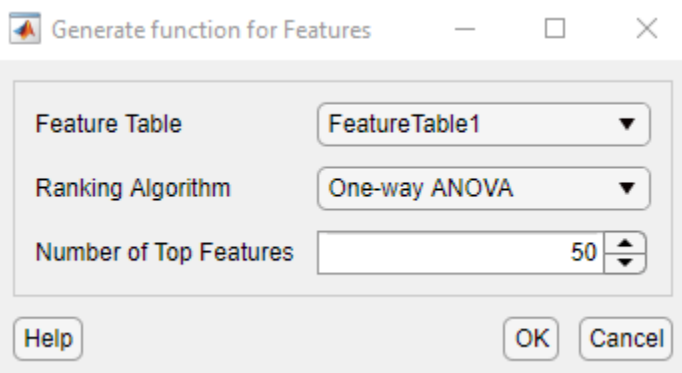 Generate function for Features
Feature Table FeatureTable1
Ranking Algorithm One-way ANOVA
Number of Top Features 50
Help OK Cancel